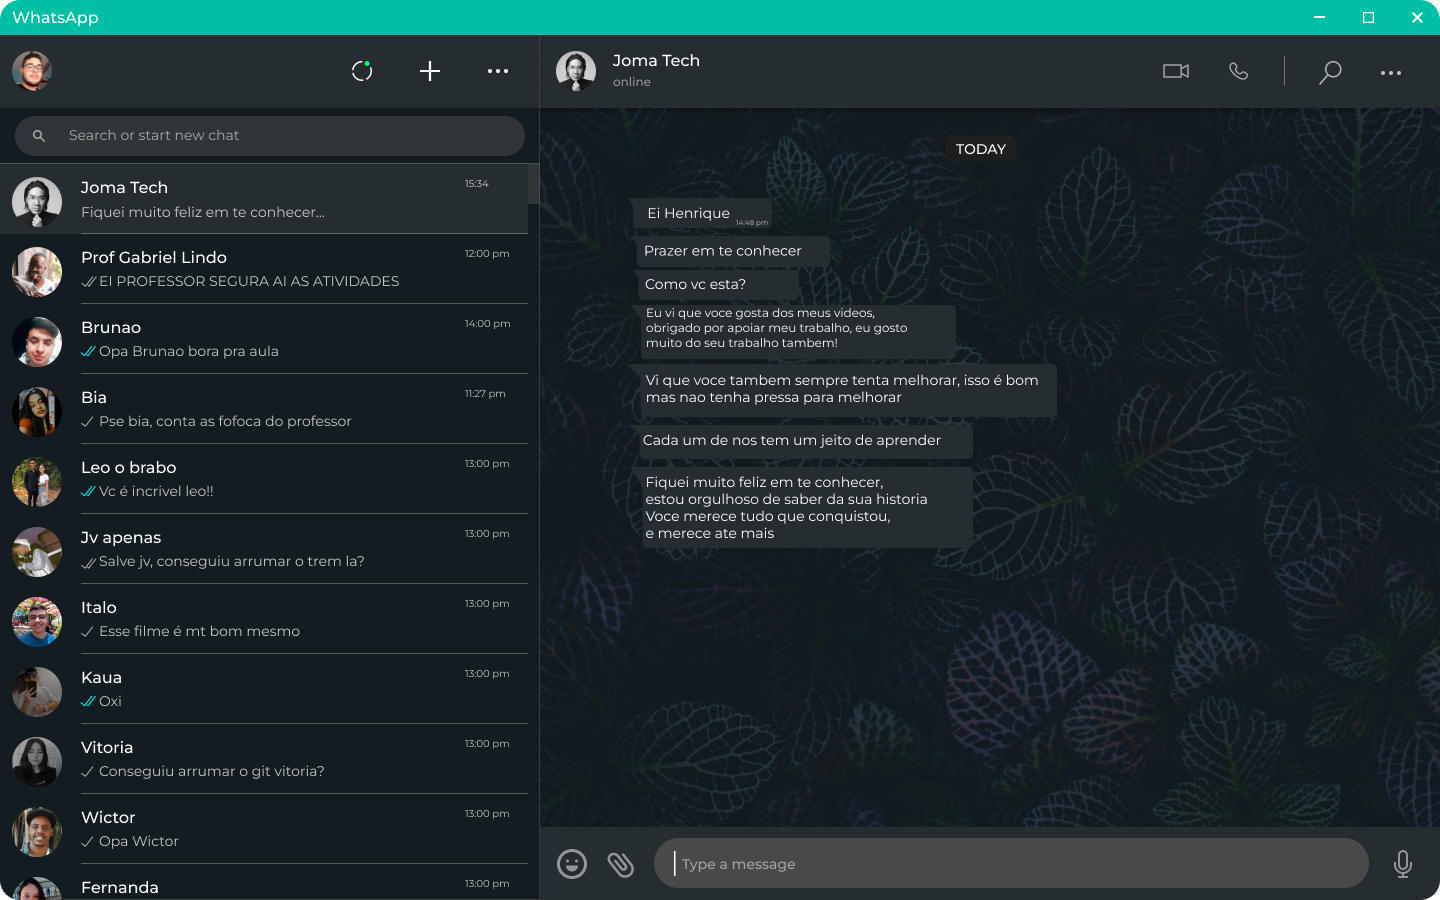 WhatsApp
Joma Tech
online
Search or start new chat
Joma Tech
15:34
Fiquei muito feliz em te conhecer...
Prof Gabriel Lindo
12:00 pm
EI PROFESSOR SEGURA AI AS ATIVIDADES
Brunao
14:00 pm
Opa Brunao bora pra aula
Bia
11:27 pm
Pse bia, conta as fofoca do professor
Leo o brabo
13:00 pm
Vc é incrivel leo!!
Jv apenas
13:00 pm
Salve jv, conseguiu arrumar o trem la?
Italo
13:00 pm
Esse filme é mt bom mesmo
Kaua
13:00 pm
Oxi
Vitoria
13:00 pm
Conseguiu arrumar o git vitoria?
Wictor
13:00 pm
Opa Wictor
Fernanda
13:00 pm
TODAY
Ei Henrique
14:48 pm
Prazer em te conhecer
Como vc esta?
Eu vi que voce gosta dos meus videos,
obrigado por apoiar meu trabalho, eu gosto
muito do seu trabalho tambem!
Vi que voce tambem sempre tenta melhorar, isso é bom
mas nao tenha pressa para melhorar
Cada um de nos tem um jeito de aprender
Fiquei muito feliz em te conhecer,
estou orgulhoso de saber da sua historia
Voce merece tudo que conquistou,
e merece ate mais
Type a message